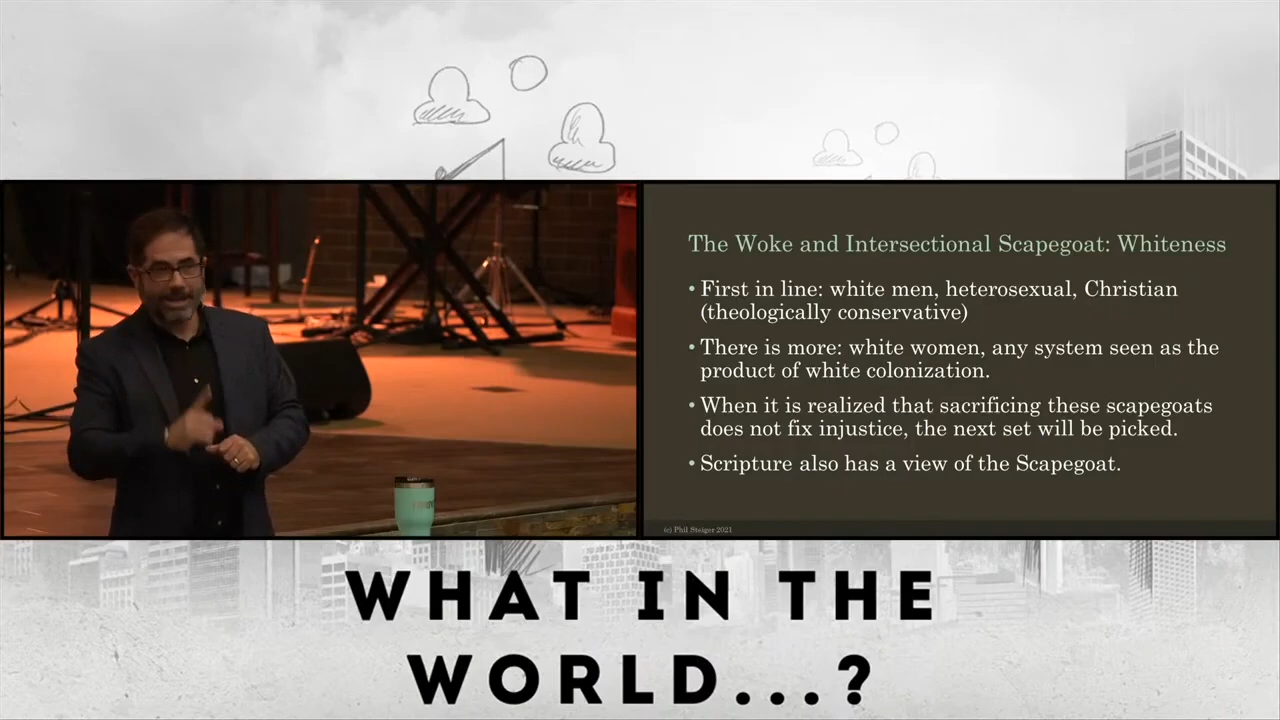 The Woke and Intersectional Scapegoat: Whiteness
• First in line: white men, heterosexual, Christian
(theologically conservative)
• There is more: white women, any system seen as the
product of white colonization.
• When it is realized that sacrificing these scapegoats
does not fix injustice, the next set will be picked.
• Scripture also has a view of the Scapegoat.
(c) Phil Steiger 2021
WHAT IN THE
WORLD...?